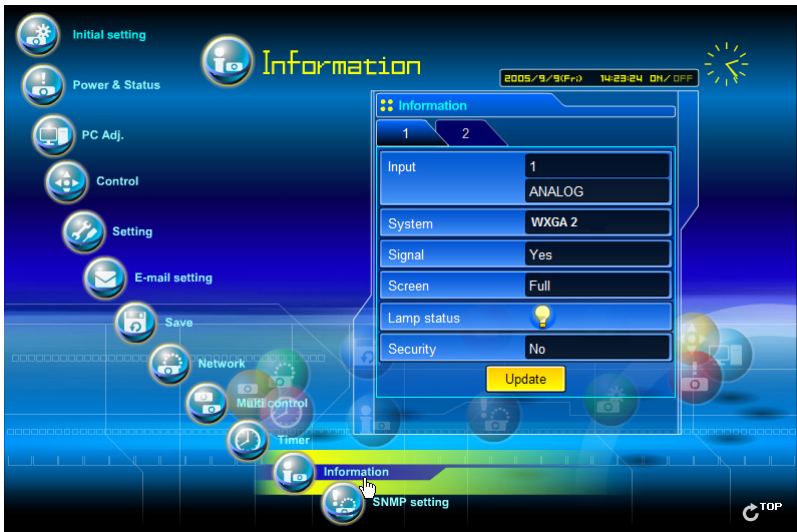 Initial setting
Information
2005/9/9(Fri) 14:23:24 ON/OFF
Power & Status
Information
1 2
PC Adj.
Input 1
ANALOG
Control
System WXGA 2
Setting
Signal Yes
E-mail setting
Screen Full
Save
Lamp status
Security No
Network
Update
Multi control
Timer
Information
SNMP setting
TOP